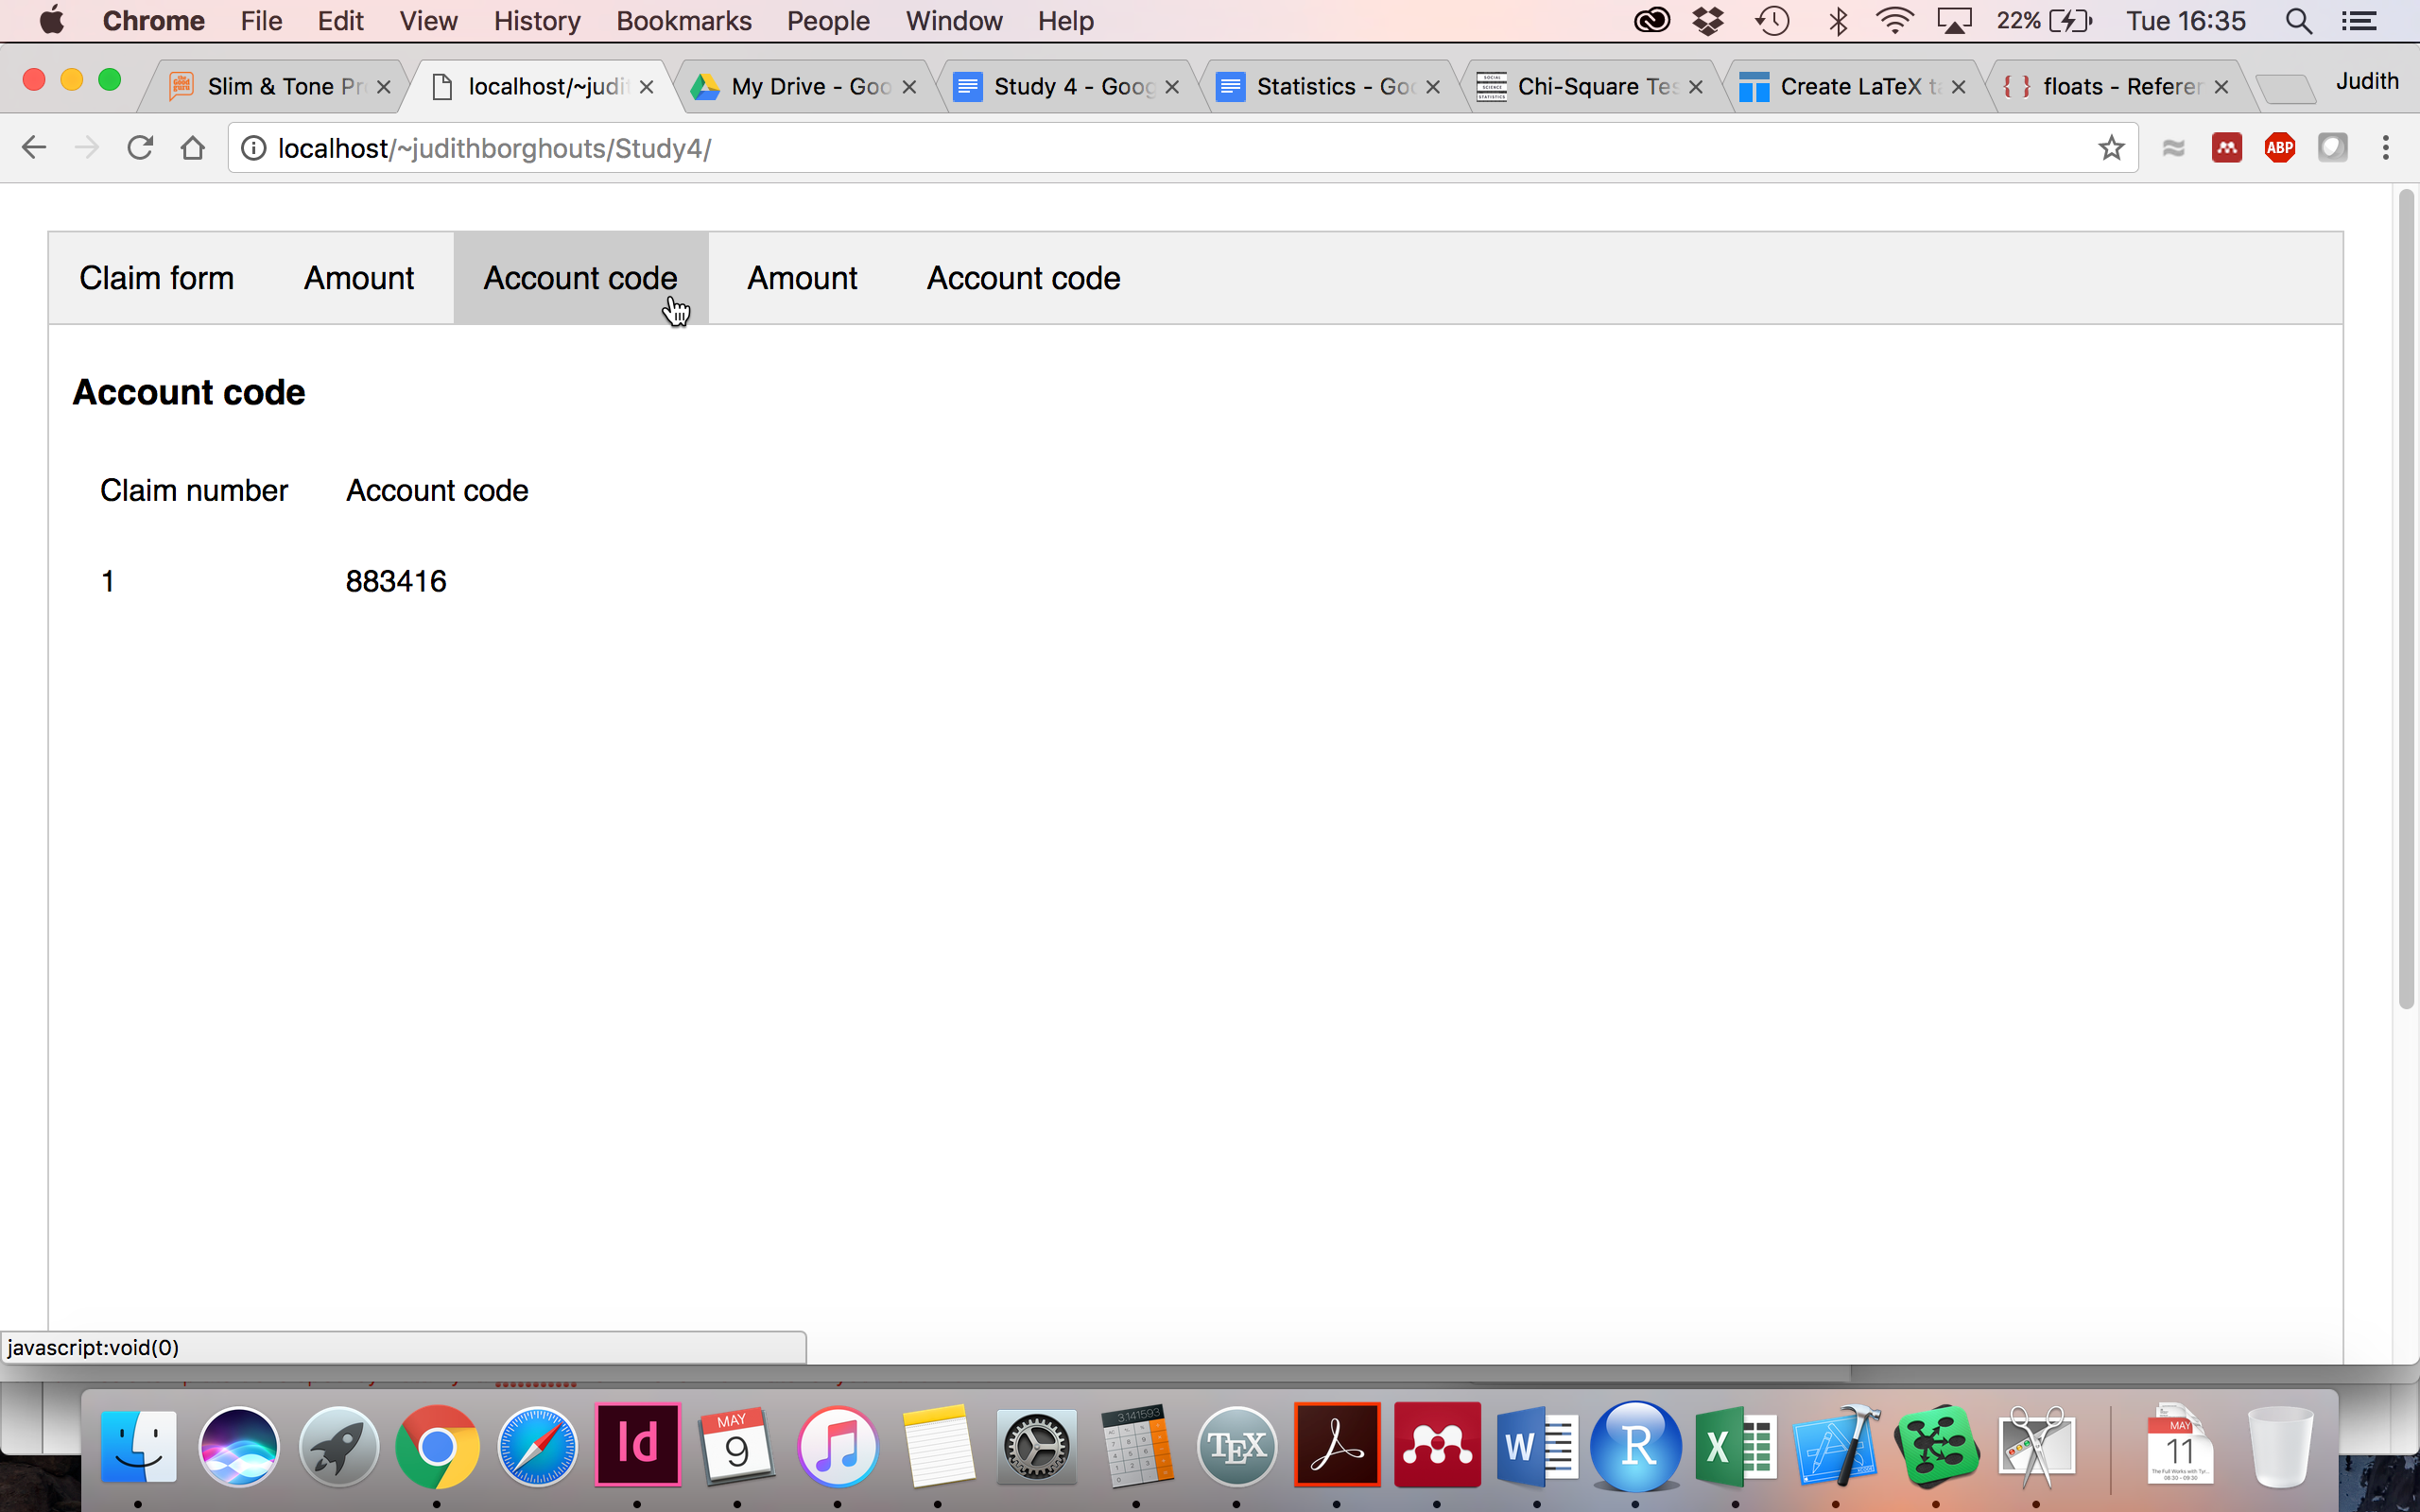 Chrome File Edit View History Bookmarks People Window Help 22% Tue 16:35
Slim & Tone Pr localhost/~judi My Drive - Goo Study 4 - Goog Statistics - Go Chi-Square Tes Create LaTeX t floats - Referer Judith
localhost/~judithborghouts/Study4/ ABP
Claim form Amount Account code Amount Account code
Account code
Claim number Account code
1 883416
javascript:void(0)
Id MAY 9 3.141593 TEX W R X MAY 11